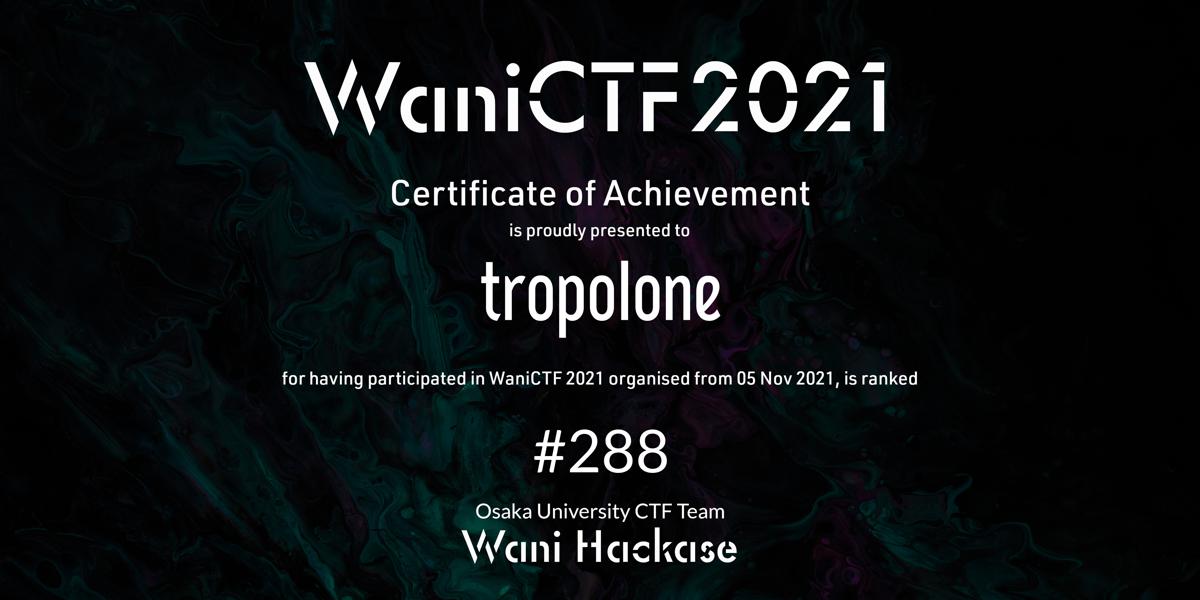 WaniCTF2021
Certificate of Achievement
is proudly presented to
tropolone
for having participated in WaniCTF 2021 organised from 05 Nov 2021, is ranked
#288
Osaka University CTF Team
Wani Hackase